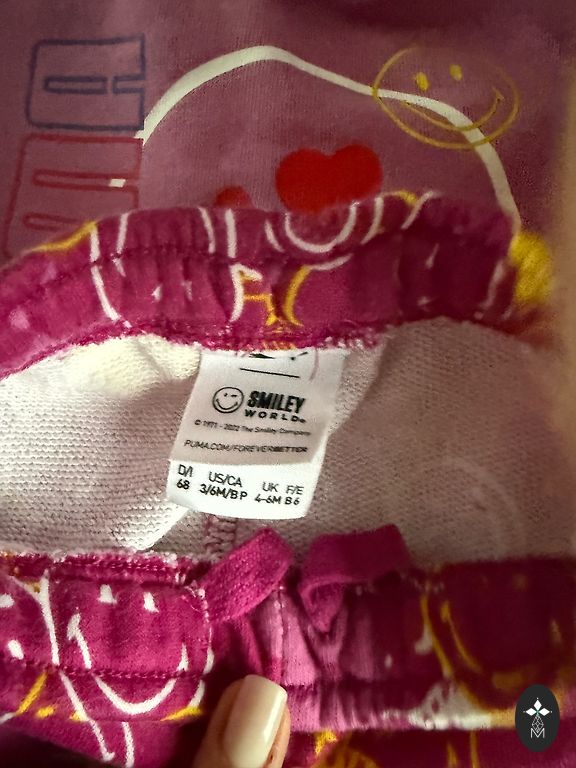 SMILEY
WORLD®
© 1971 - 2022 The Smiley Company
PUMA.COM/FOREVERBETTER
D/I US/CA UK F/E
68 3/6M/BP 4-6M B6
M